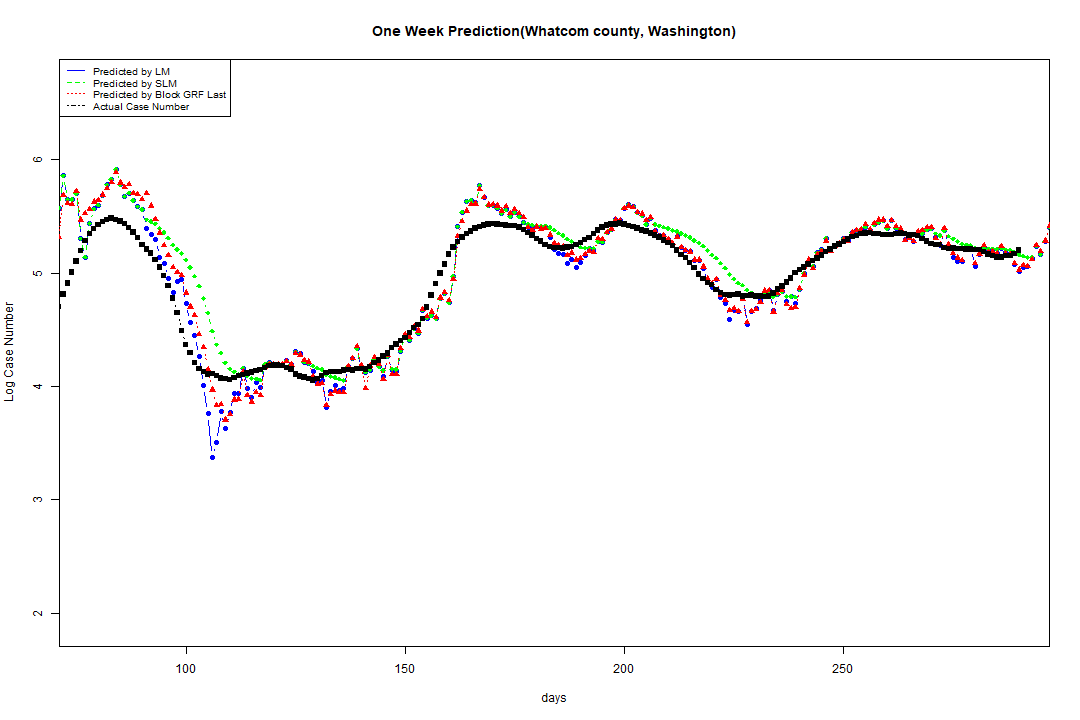 One Week Prediction(Whatcom county, Washington)
Predicted by LM
Predicted by SLM
Predicted by Block GRF Last
Actual Case Number
6
5
4
3
2
Log Case Number
100 150 200 250
days